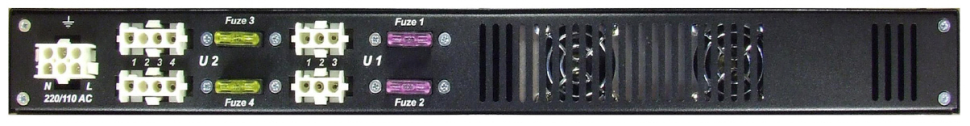 Fuze 3
Fuze 1
1 2 3 4
U 2
1 2 3
U 1
N L
220/110 AC
Fuze 4
Fuze 2